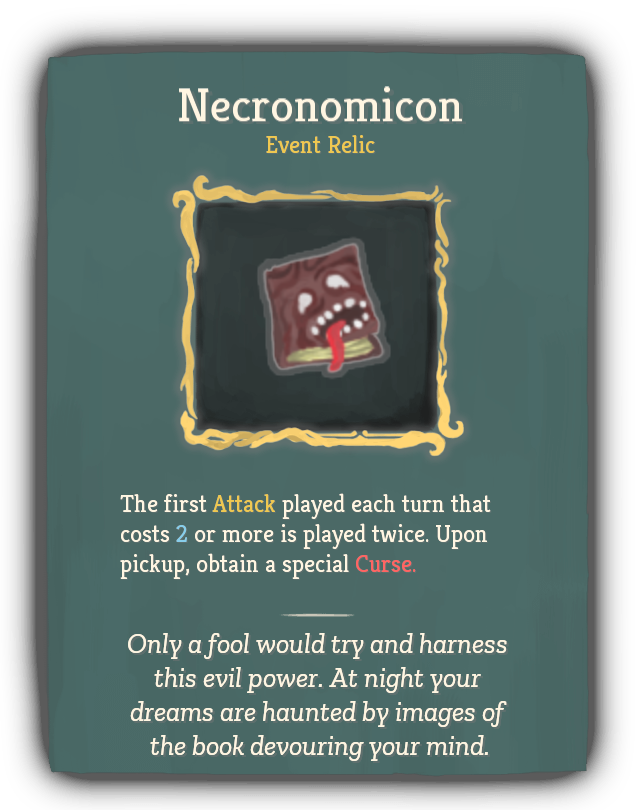 Necronomicon
Event Relic
The first Attack played each turn that
costs 2 or more is played twice. Upon
pickup, obtain a special Curse.
Only a fool would try and harness
this evil power. At night your
dreams are haunted by images of
the book devouring your mind.